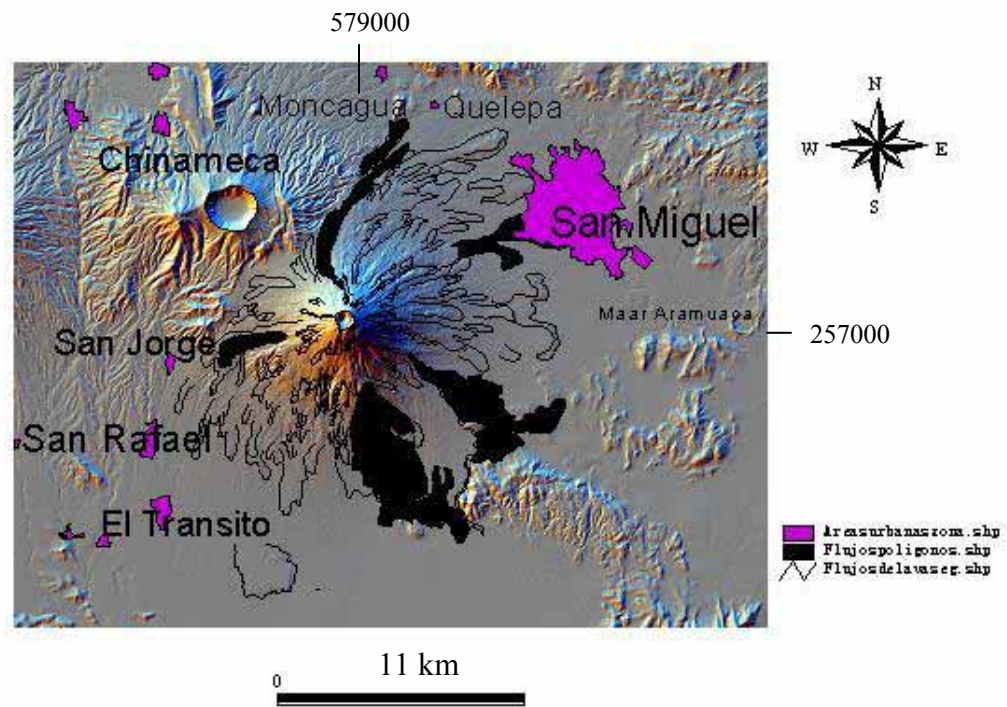 579000
Moncagua
Quelepa
N
Chinameca
W
E
S
San Miguel
Maar Aramuaca
257000
San Jorge
San Rafael
El Transito
Areasurbanaszona.shp
Flujospoligonos.shp
Flujosdelavaseg.shp
11 km
0